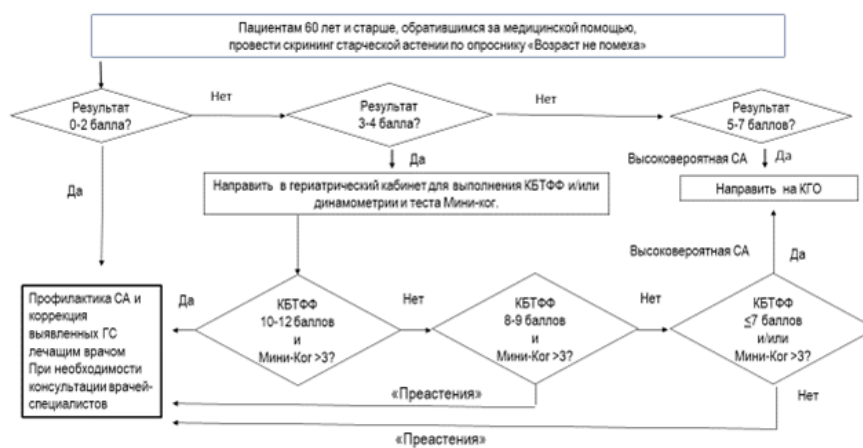 Пациентам 60 лет и старше, обратившимся за медицинской помощью,
провести скрининг старческой астении по опроснику «Возраст не помеха»
Результат
0-2 балла?
Нет
Результат
3-4 балла?
Нет
Результат
5-7 баллов?
Да
Да
Высоковероятная СА
Да
Направить в гериатрический кабинет для выполнения КБТФФ и/или
динамометрии и теста Мини-ког.
Направить на КГО
Высоковероятная СА
Да
Профилактика СА и
коррекция
выявленных ГС
лечащим врачом
При необходимости
консультации врачей-
специалистов
Да
КБТФФ
10-12 баллов
и
Мини-Ког >3?
Нет
КБТФФ
8-9 баллов
и
Мини-Ког >3?
Нет
КБТФФ
≤7 баллов
и/или
Мини-Ког >3?
«Преастения»
Нет
«Преастения»